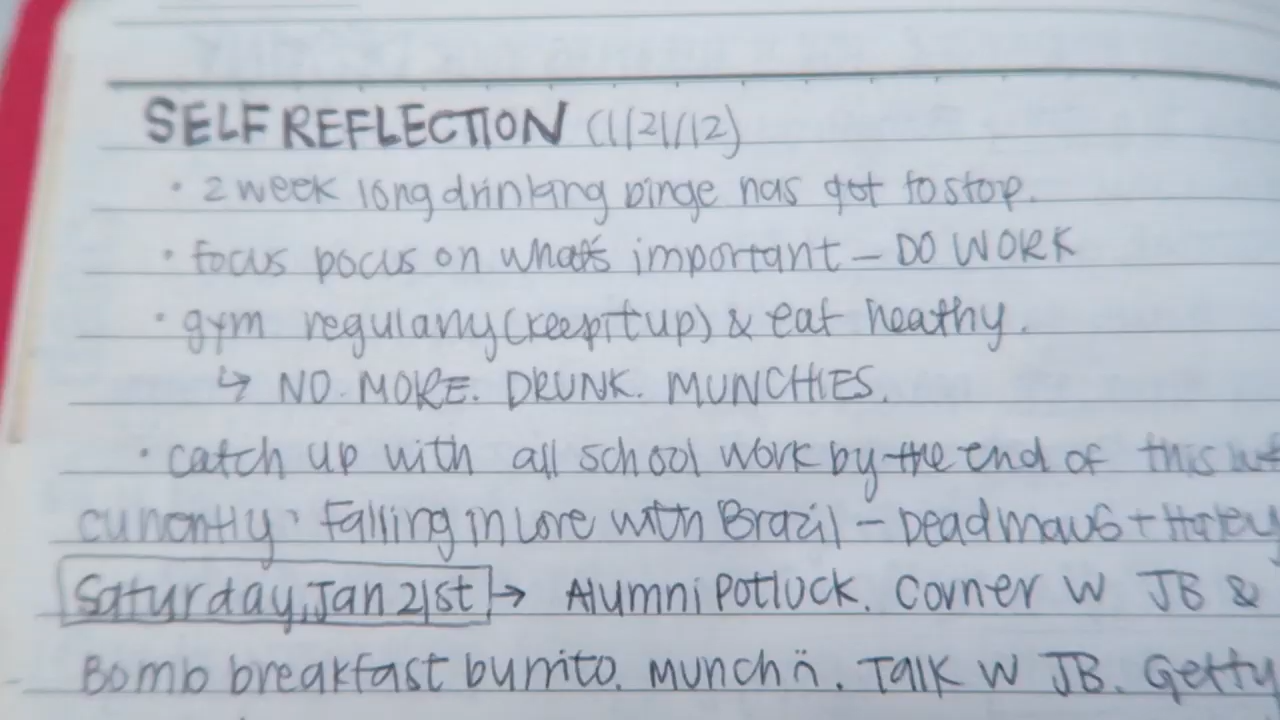 SELF REFLECTION (1/21/12)
· 2 week long drinking binge has got to stop.
· focus pocus on what's important – DO WORK
· gym regularly (keep it up) & eat heathy.
↳ NO. MORE. DRUNK. MUNCHIES.
· catch up with all school work by the end of this
currently: Falling in Love with Brazil – Deadmau5 + Haley
Saturday, Jan 21st → Alumni Potluck. Corner w JB &
Bomb breakfast burrito. Munch n̈. Talk w JB. Getty